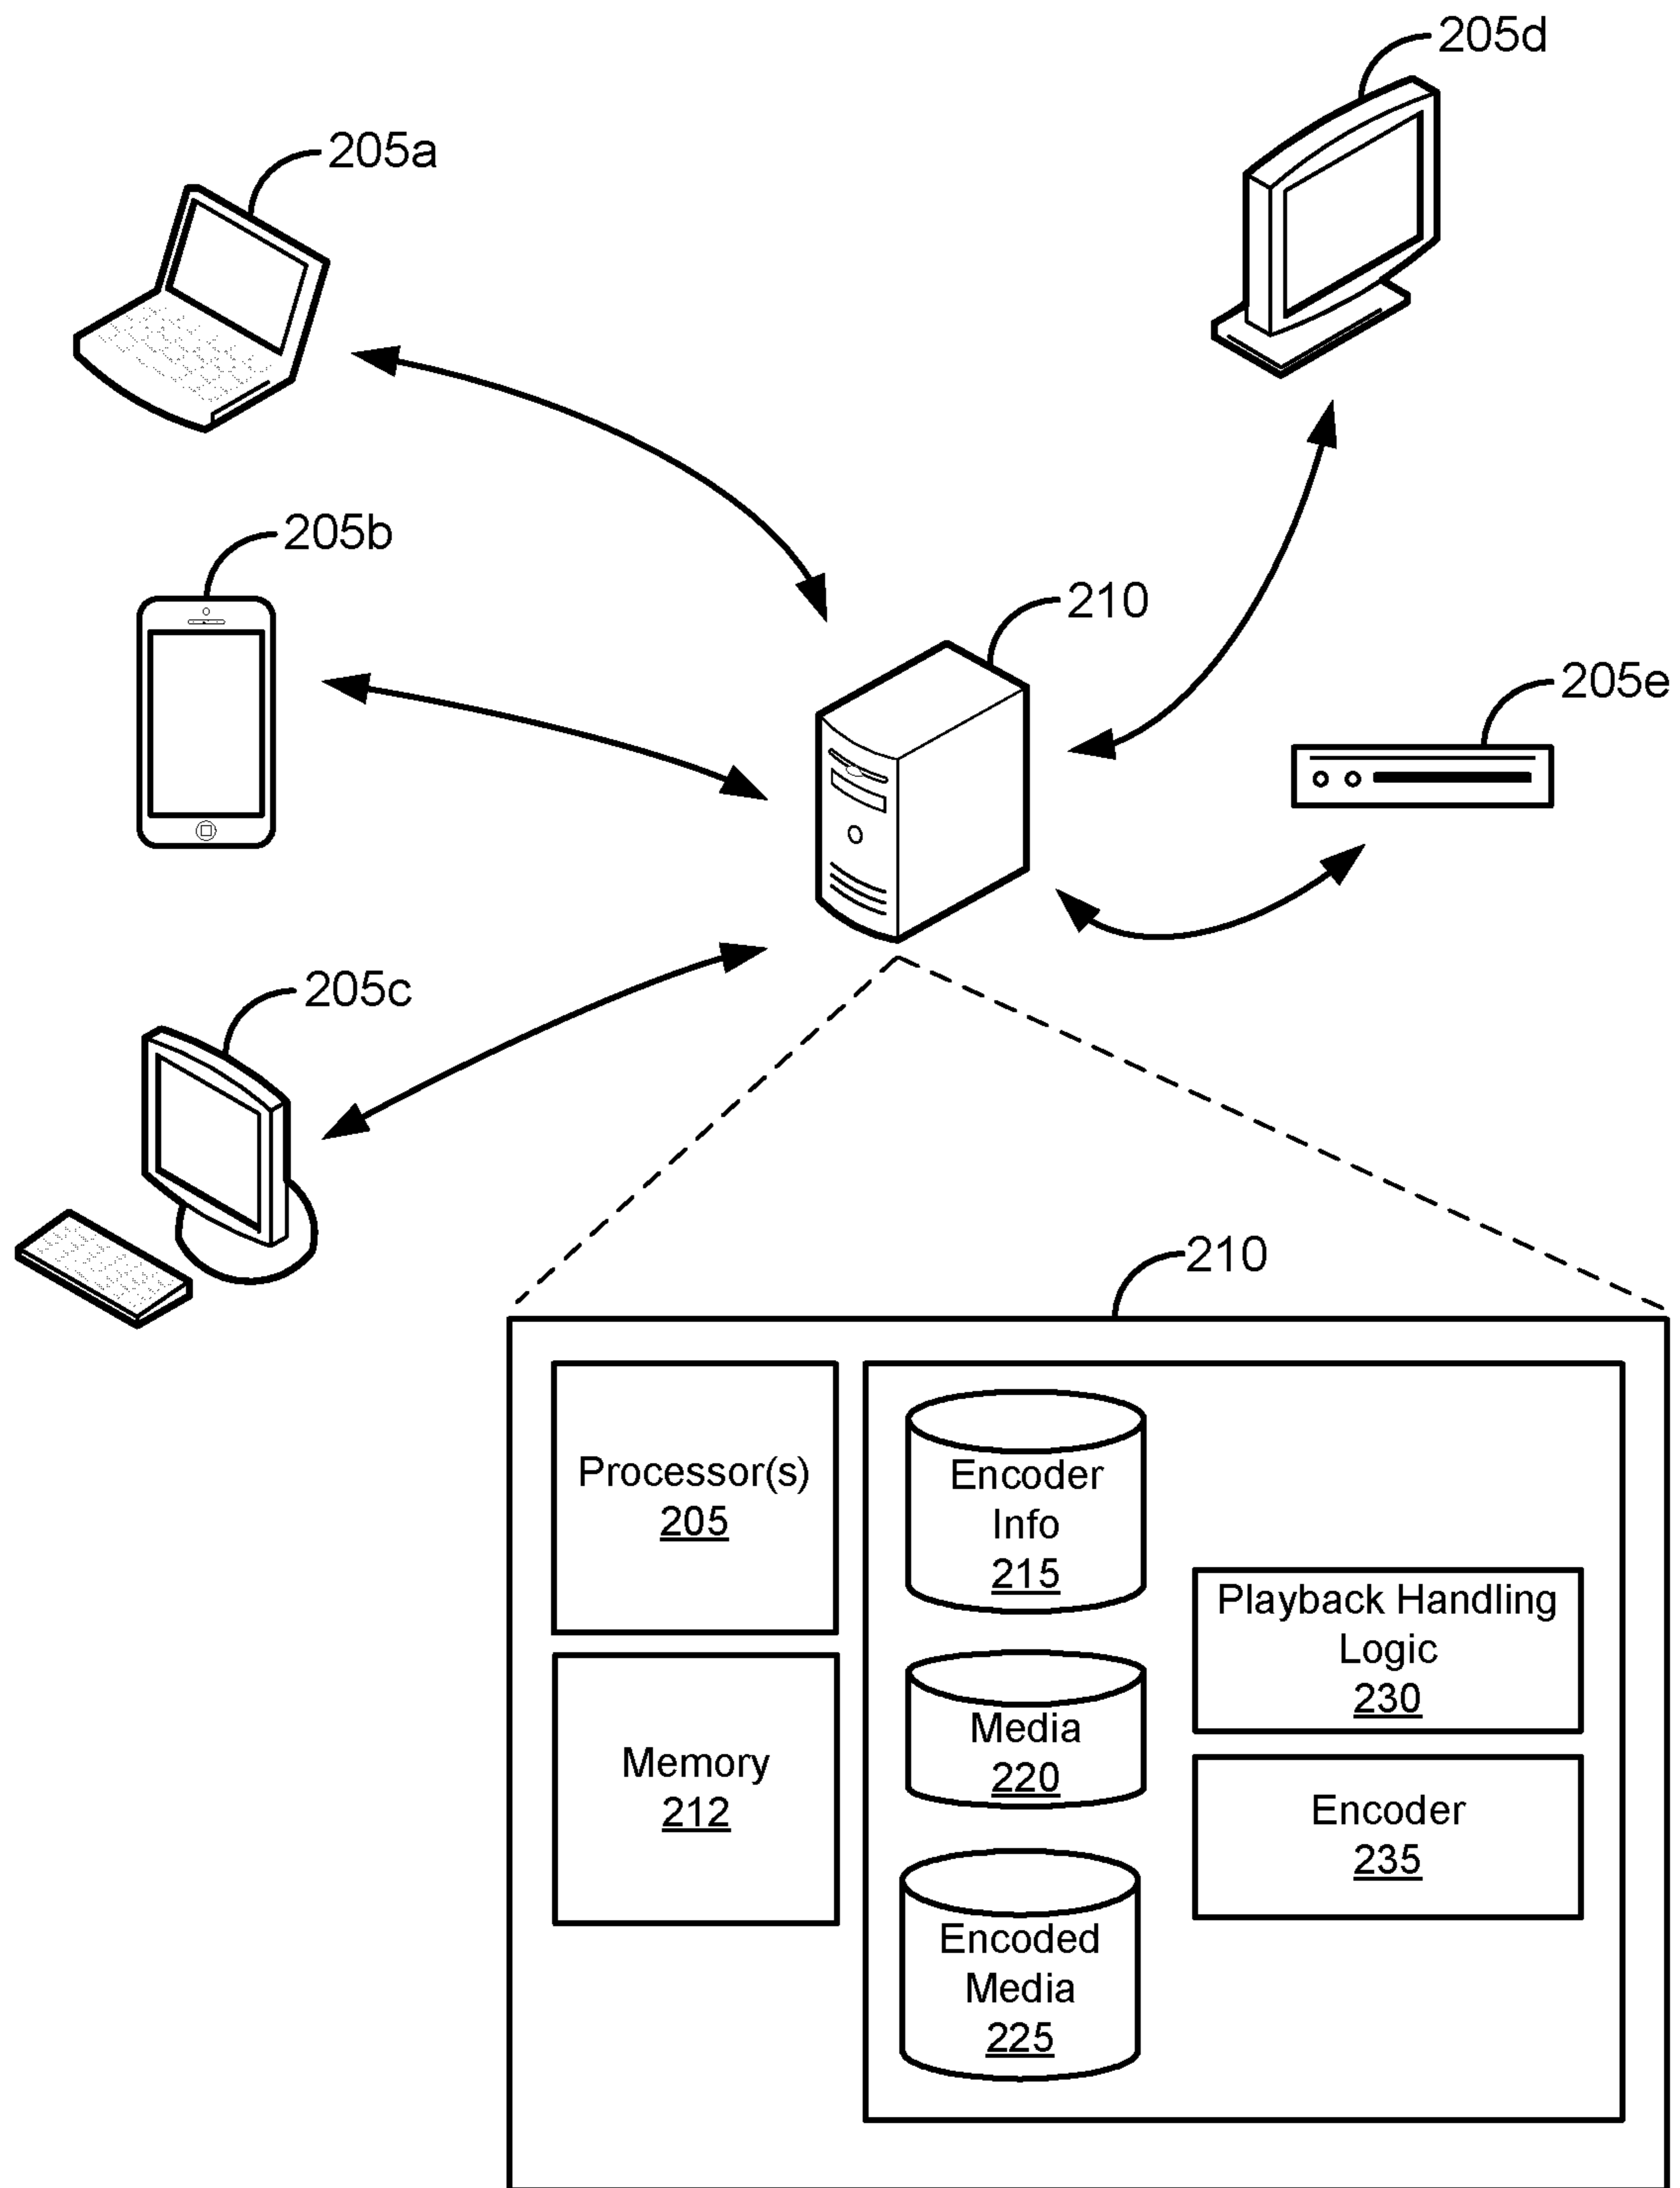 205d
205a
205b
210
205e
205c
210
Processor(s)
205
Memory
212
Encoder
Info
215
Media
220
Encoded
Media
225
Playback Handling
Logic
230
Encoder
235